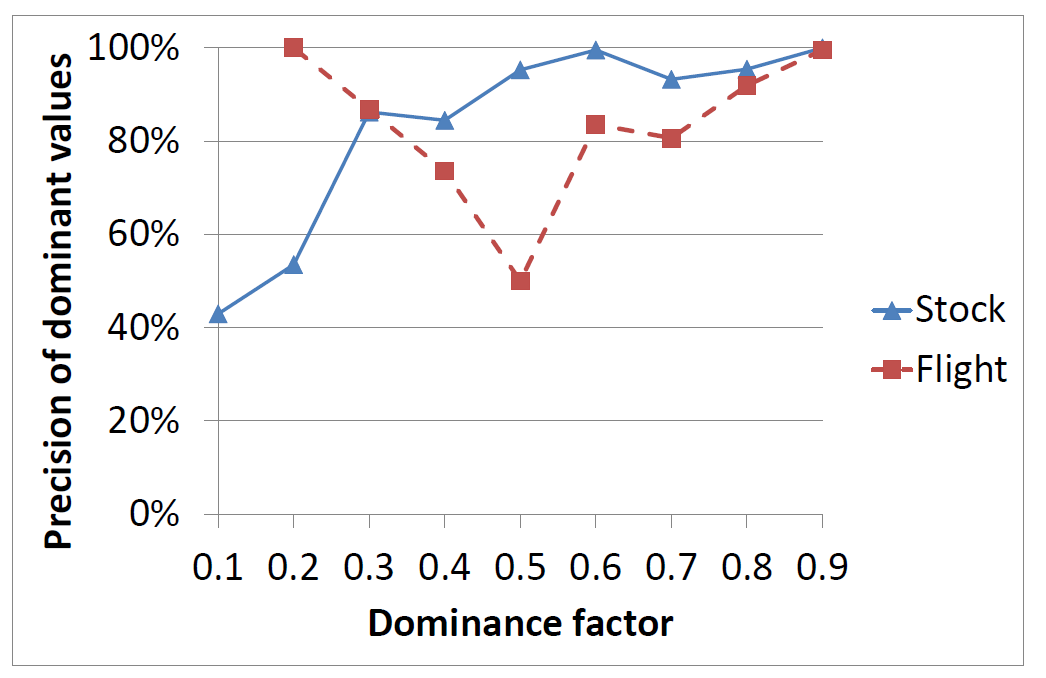 Precision of dominant values
100%
80%
60%
40%
20%
0%
0.1 0.2 0.3 0.4 0.5 0.6 0.7 0.8 0.9
Dominance factor
Stock
Flight